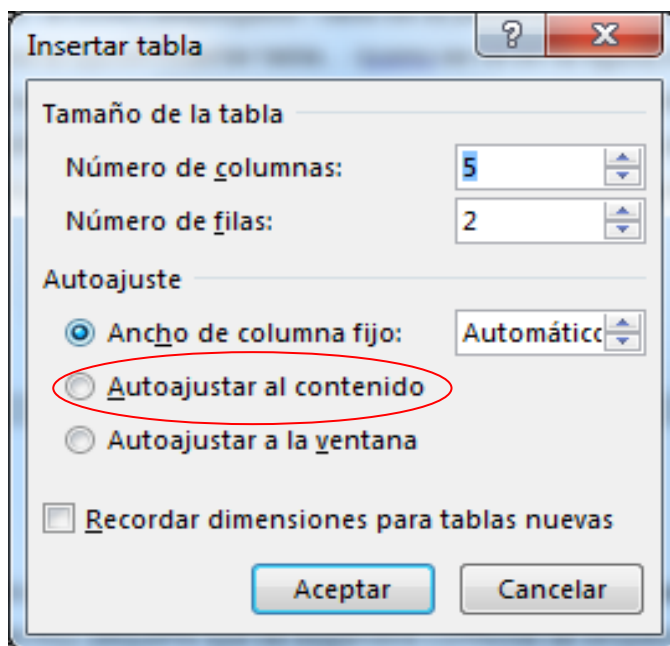 Insertar tabla
Tamaño de la tabla
Número de columnas: 5
Número de filas: 2
Autoajuste
Ancho de columna fijo: Automátic
Autoajustar al contenido
Autoajustar a la ventana
Recordar dimensiones para tablas nuevas
Aceptar Cancelar